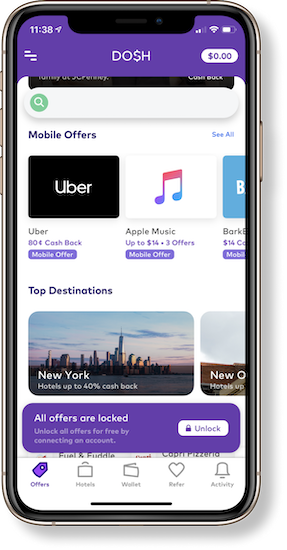 11:38
DO$H
$0.00
family at JCPenney.
Cash Back
Mobile Offers
See All
Uber
Uber
80¢ Cash Back
Mobile Offer
Apple Music
Up to $14 • 3 Offers
Mobile Offer
B
BarkB
$14 Ca
Mobile
Top Destinations
New York
Hotels up to 40% cash back
New O
Hotels
All offers are locked
Unlock all offers for free by
connecting an account.
Unlock
Fuel & Fuddle
Capri Pizzeria
Offers
Hotels
Wallet
Refer
Activity